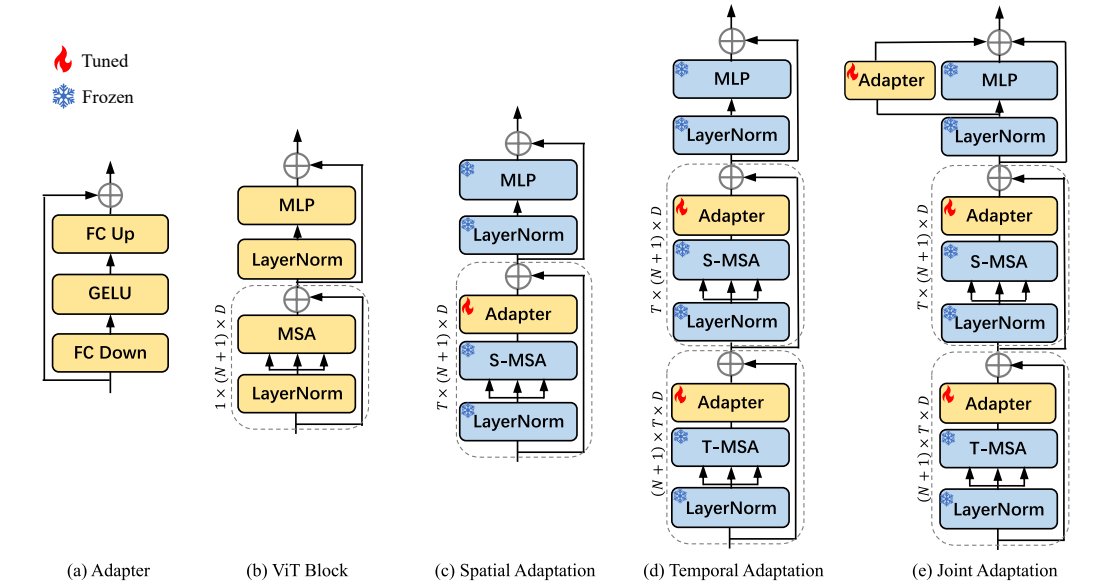 Tuned
Frozen
FC Up
GELU
FC Down
(a) Adapter
MLP
LayerNorm
MSA
LayerNorm
1 × (N + 1) × D
(b) ViT Block
MLP
LayerNorm
Adapter
S-MSA
LayerNorm
T × (N + 1) × D
(c) Spatial Adaptation
MLP
LayerNorm
Adapter
S-MSA
LayerNorm
T × (N + 1) × D
Adapter
T-MSA
LayerNorm
(N + 1) × T × D
(d) Temporal Adaptation
Adapter
MLP
LayerNorm
Adapter
S-MSA
LayerNorm
T × (N + 1) × D
Adapter
T-MSA
LayerNorm
(N + 1) × T × D
(e) Joint Adaptation